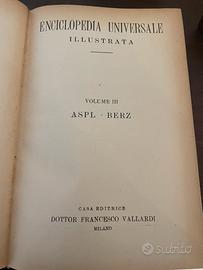 ENCICLOPEDIA UNIVERSALE
ILLUSTRATA
VOLUME III
ASPL - BERZ
CASA EDITRICE
DOTTOR FRANCESCO VALLARDI
MILANO
subito